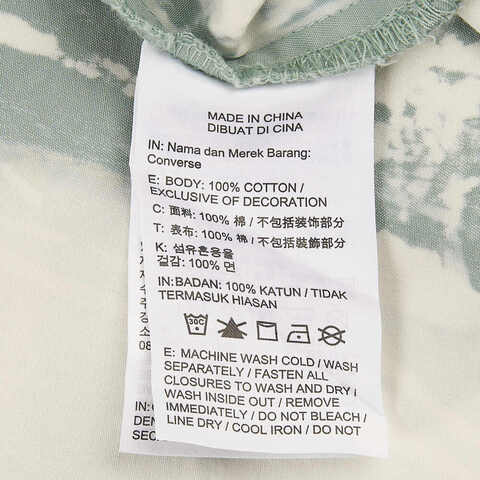 MADE IN CHINA
DIBUAT DI CINA
IN: Nama dan Merek Barang:
Converse
E: BODY: 100% COTTON /
EXCLUSIVE OF DECORATION
C: 面料: 100% 棉 / 不包括装饰部分
T: 表布: 100% 棉 / 不包括裝飾部分
K: 섬유혼용율
겉감: 100% 면
IN:BADAN: 100% KATUN / TIDAK
TERMASUK HIASAN
30C
E: MACHINE WASH COLD / WASH
SEPARATELY / FASTEN ALL
CLOSURES TO WASH AND DRY /
WASH INSIDE OUT / REMOVE
IMMEDIATELY / DO NOT BLEACH /
LINE DRY / COOL IRON / DO NOT